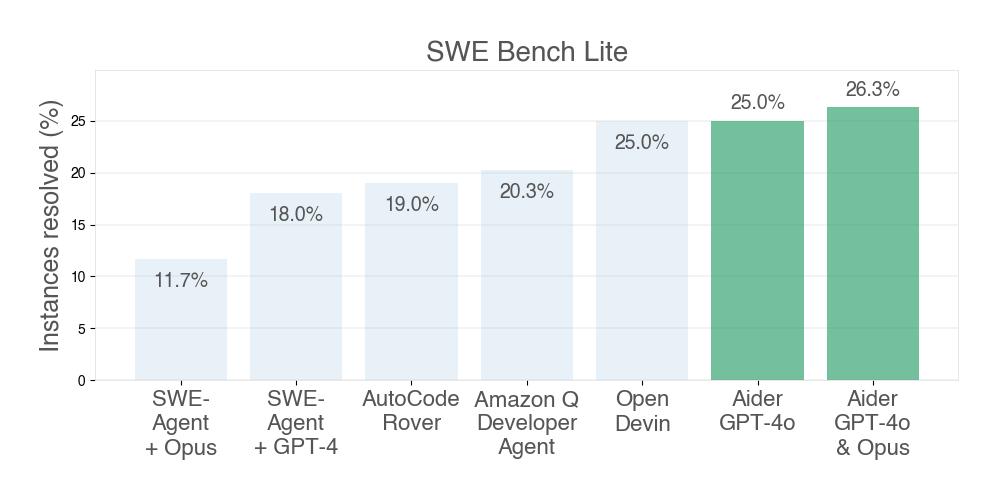 SWE Bench Lite
Instances resolved (%)
25
20
15
10
5
0
11.7%
18.0%
19.0%
20.3%
25.0%
25.0%
26.3%
SWE-
Agent
+ Opus
SWE-
Agent
+ GPT-4
AutoCode
Rover
Amazon Q
Developer
Agent
Open
Devin
Aider
GPT-4o
Aider
GPT-4o
& Opus